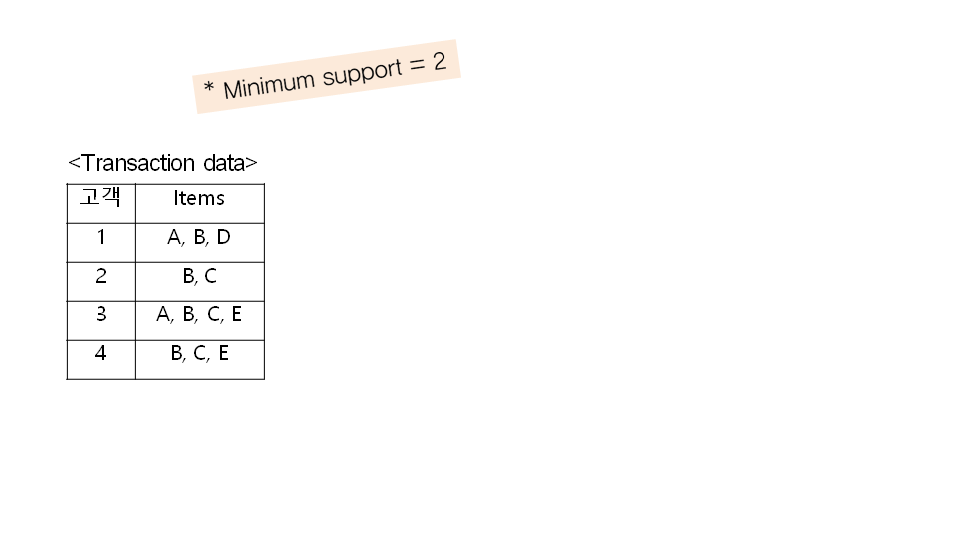 * Minimum support = 2
<Transaction data>
고객 Items
1 A, B, D
2 B, C
3 A, B, C, E
4 B, C, E